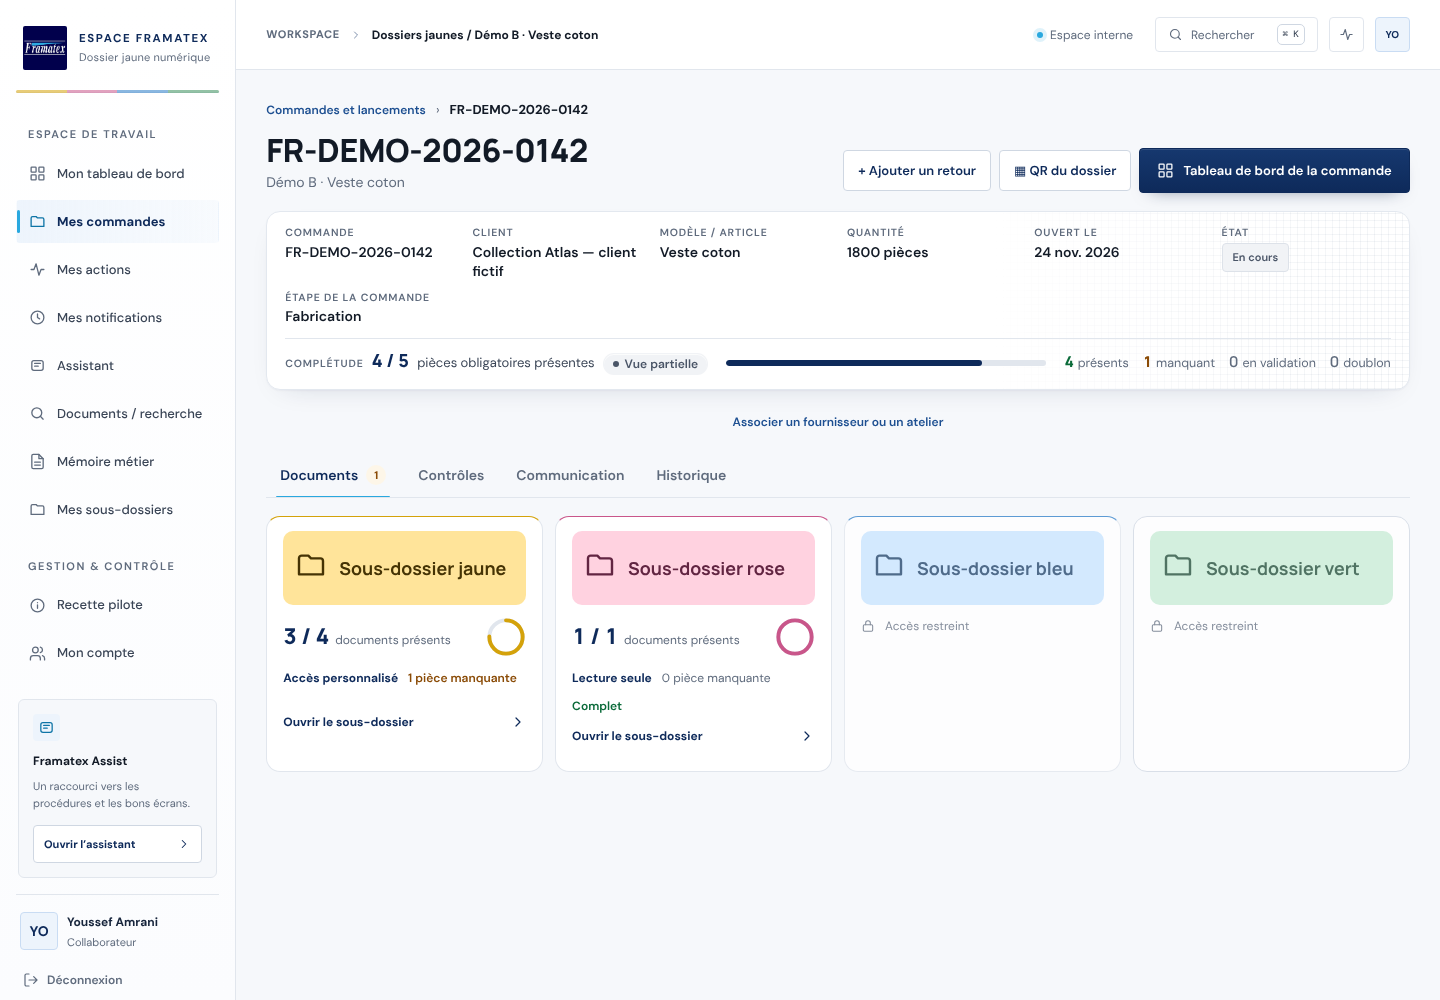 Framatex
ESPACE FRAMATEX
Dossier jaune numérique
ESPACE DE TRAVAIL
Mon tableau de bord
Mes commandes
Mes actions
Mes notifications
Assistant
Documents / recherche
Mémoire métier
Mes sous-dossiers
GESTION & CONTRÔLE
Recette pilote
Mon compte
Framatex Assist
Un raccourci vers les
procédures et les bons écrans.
Ouvrir l’assistant
YO
Youssef Amrani
Collaborateur
Déconnexion
WORKSPACE
Dossiers jaunes / Démo B · Veste coton
Espace interne
Rechercher
⌘ K
YO
Commandes et lancements › FR-DEMO-2026-0142
FR-DEMO-2026-0142
Démo B · Veste coton
+ Ajouter un retour
▦ QR du dossier
Tableau de bord de la commande
COMMANDE
FR-DEMO-2026-0142
CLIENT
Collection Atlas — client
fictif
MODÈLE / ARTICLE
Veste coton
QUANTITÉ
1800 pièces
OUVERT LE
24 nov. 2026
ÉTAT
En cours
ÉTAPE DE LA COMMANDE
Fabrication
COMPLÉTUDE 4 / 5 pièces obligatoires présentes
Vue partielle
4 présents 1 manquant 0 en validation 0 doublon
Associer un fournisseur ou un atelier
Documents 1
Contrôles
Communication
Historique
Sous-dossier jaune
3 / 4 documents présents
Accès personnalisé 1 pièce manquante
Ouvrir le sous-dossier
Sous-dossier rose
1 / 1 documents présents
Lecture seule 0 pièce manquante
Complet
Ouvrir le sous-dossier
Sous-dossier bleu
Accès restreint
Sous-dossier vert
Accès restreint